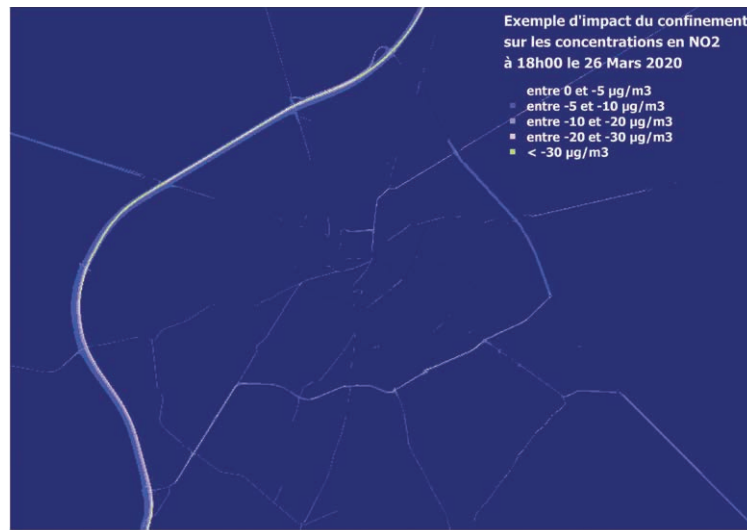 Exemple d'impact du confinement
sur les concentrations en NO2
à 18h00 le 26 Mars 2020
entre 0 et -5 µg/m3
entre -5 et -10 µg/m3
entre -10 et -20 µg/m3
entre -20 et -30 µg/m3
< -30 µg/m3